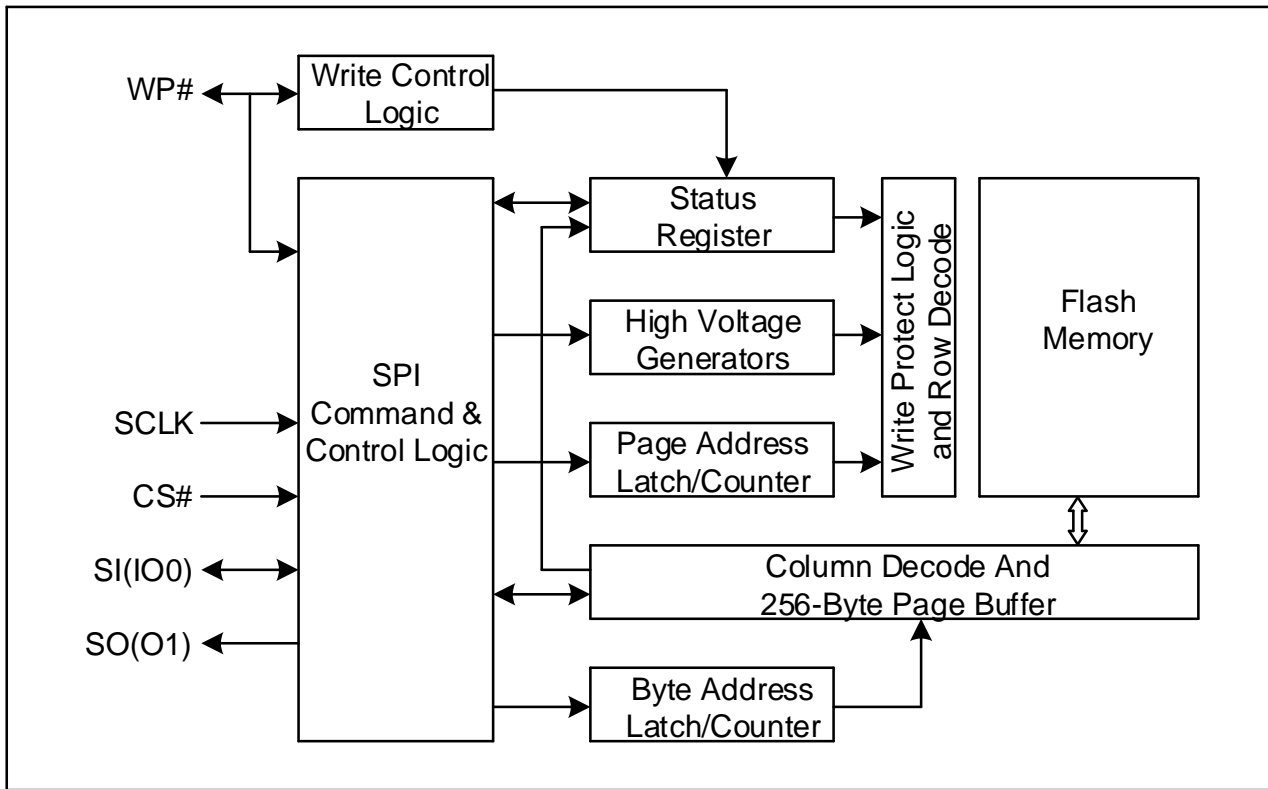 WP#
Write Control
Logic
Status
Register
Write Protect Logic
and Row Decode
Flash
Memory
High Voltage
Generators
SPI
Command &
Control Logic
SCLK
Page Address
Latch/Counter
CS#
SI(IO0)
Column Decode And
256-Byte Page Buffer
SO(O1)
Byte Address
Latch/Counter